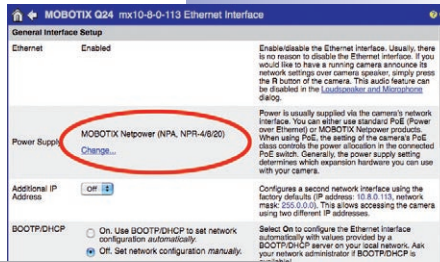 MOBOTIX Q24 mx10-8-0-113 Ethernet Interface
General Interface Setup
Ethernet
Enabled
Enable/disable the Ethernet interface. Usually, there
is no reason to disable the Ethernet interface. If you
would like to have a running camera announce its
network settings over camera speaker, simply press
the R button of the camera. This audio feature can
be disabled in the Loudspeaker and Microphone
dialog.
Power Supply
MOBOTIX Netpower (NPA, NPR-4/8/20)
Change...
Power is usually supplied via the camera's network
interface. You can either use standard PoE (Power
over Ethernet) or MOBOTIX Netpower products.
When using PoE, the setting of the camera's PoE
class controls the power allocation in the connected
PoE switch. Generally, the power supply setting
determines which expansion hardware you can use
with your camera.
Additional IP
Address
Off
Configures a second network interface using the
factory defaults (IP address: 10.8.0.113, network
mask: 255.0.0.0). This allows accessing the camera
using two different IP addresses.
BOOTP/DHCP
On. Use BOOTP/DHCP to set network
configuration automatically.
Off. Set network configuration manually.
Select On to configure the Ethernet interface
automatically with values provided by a
BOOTP/DHCP server on your local network. Ask
your network administrator if BOOTP/DHCP is